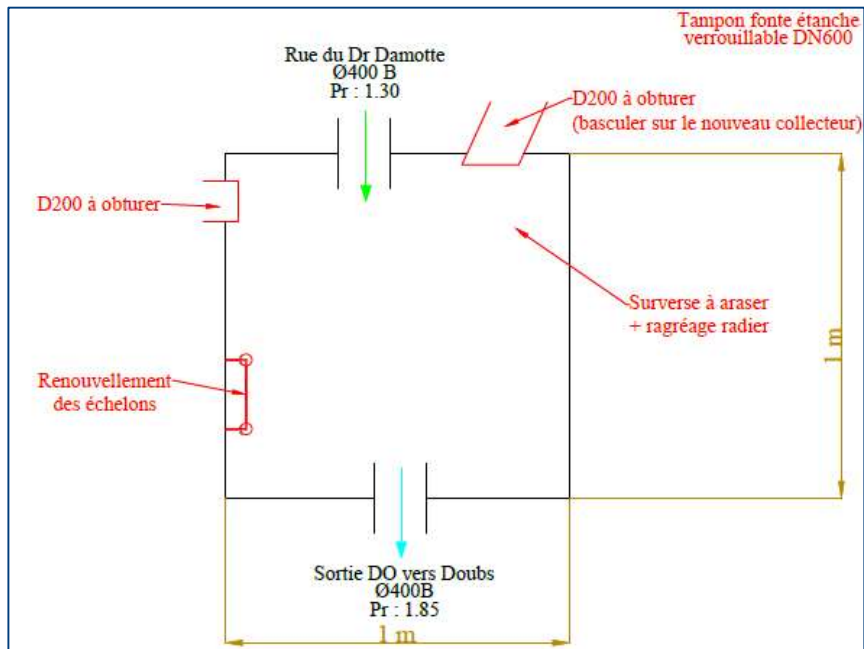 Tampon fonte étanche
verrouillable DN600
Rue du Dr Damotte
Ø400 B
Pr : 1.30
D200 à obturer
(basculer sur le nouveau collecteur)
D200 à obturer
Surverse à araser
+ ragréage radier
1 m
Renouvellement
des échelons
Sortie DO vers Doubs
Ø400B
Pr : 1.85
1 m